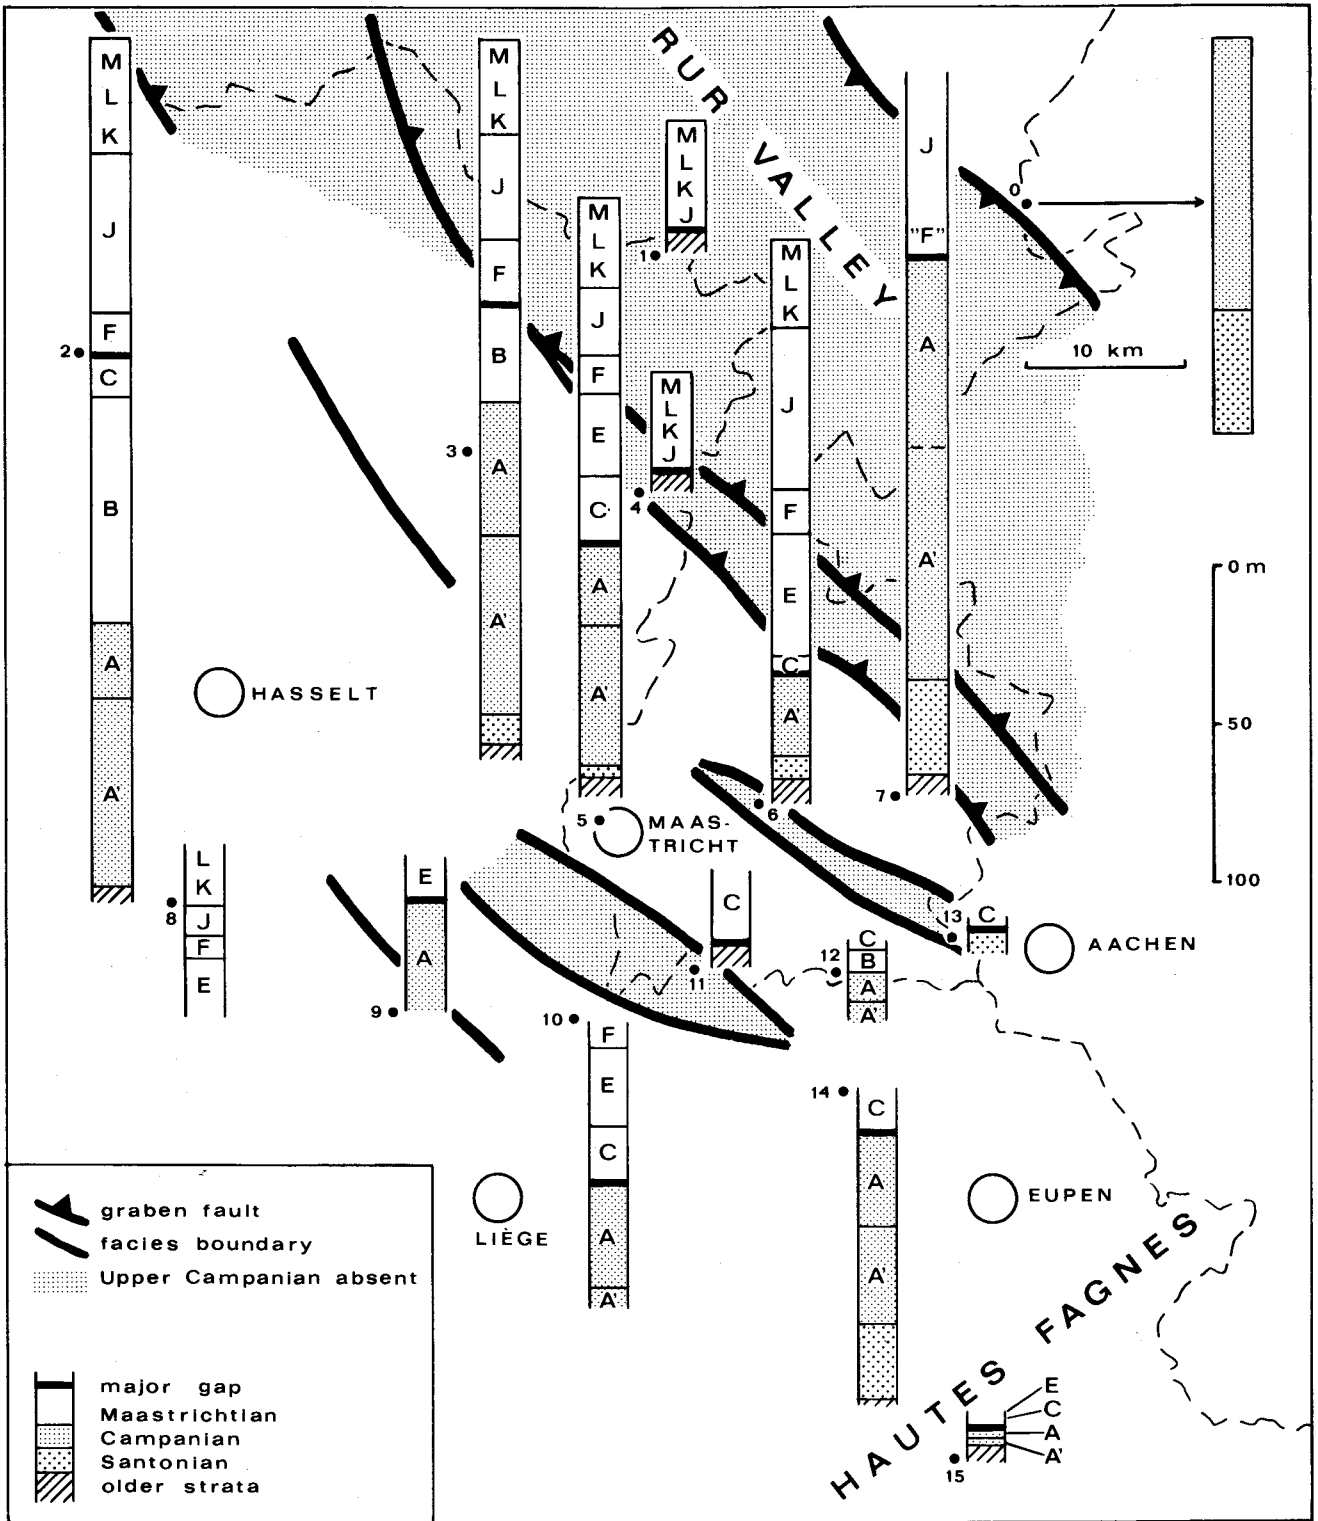 RUR VALLEY
M
L
K
J
F
C
B
A
A'
2
M
L
K
J
F
B
A
A'
3
M
L
K
J
F
E
C
A
A'
5
M
L
K
J
1
M
L
K
J
4
M
L
K
J
F
E
C
A'
6
J
"F"
A
A'
7
0
10 km
0 m
50
100
HASSELT
MAAS-
TRICHT
AACHEN
L
K
J
F
E
8
E
A
9
C
11
C
B
A
A'
12
C
13
F
E
C
A
A'
10
C
A
A'
14
LIÈGE
EUPEN
HAUTES FAGNES
E
C
A
A'
15
graben fault
facies boundary
Upper Campanian absent
major gap
Maastrichtian
Campanian
Santonian
older strata